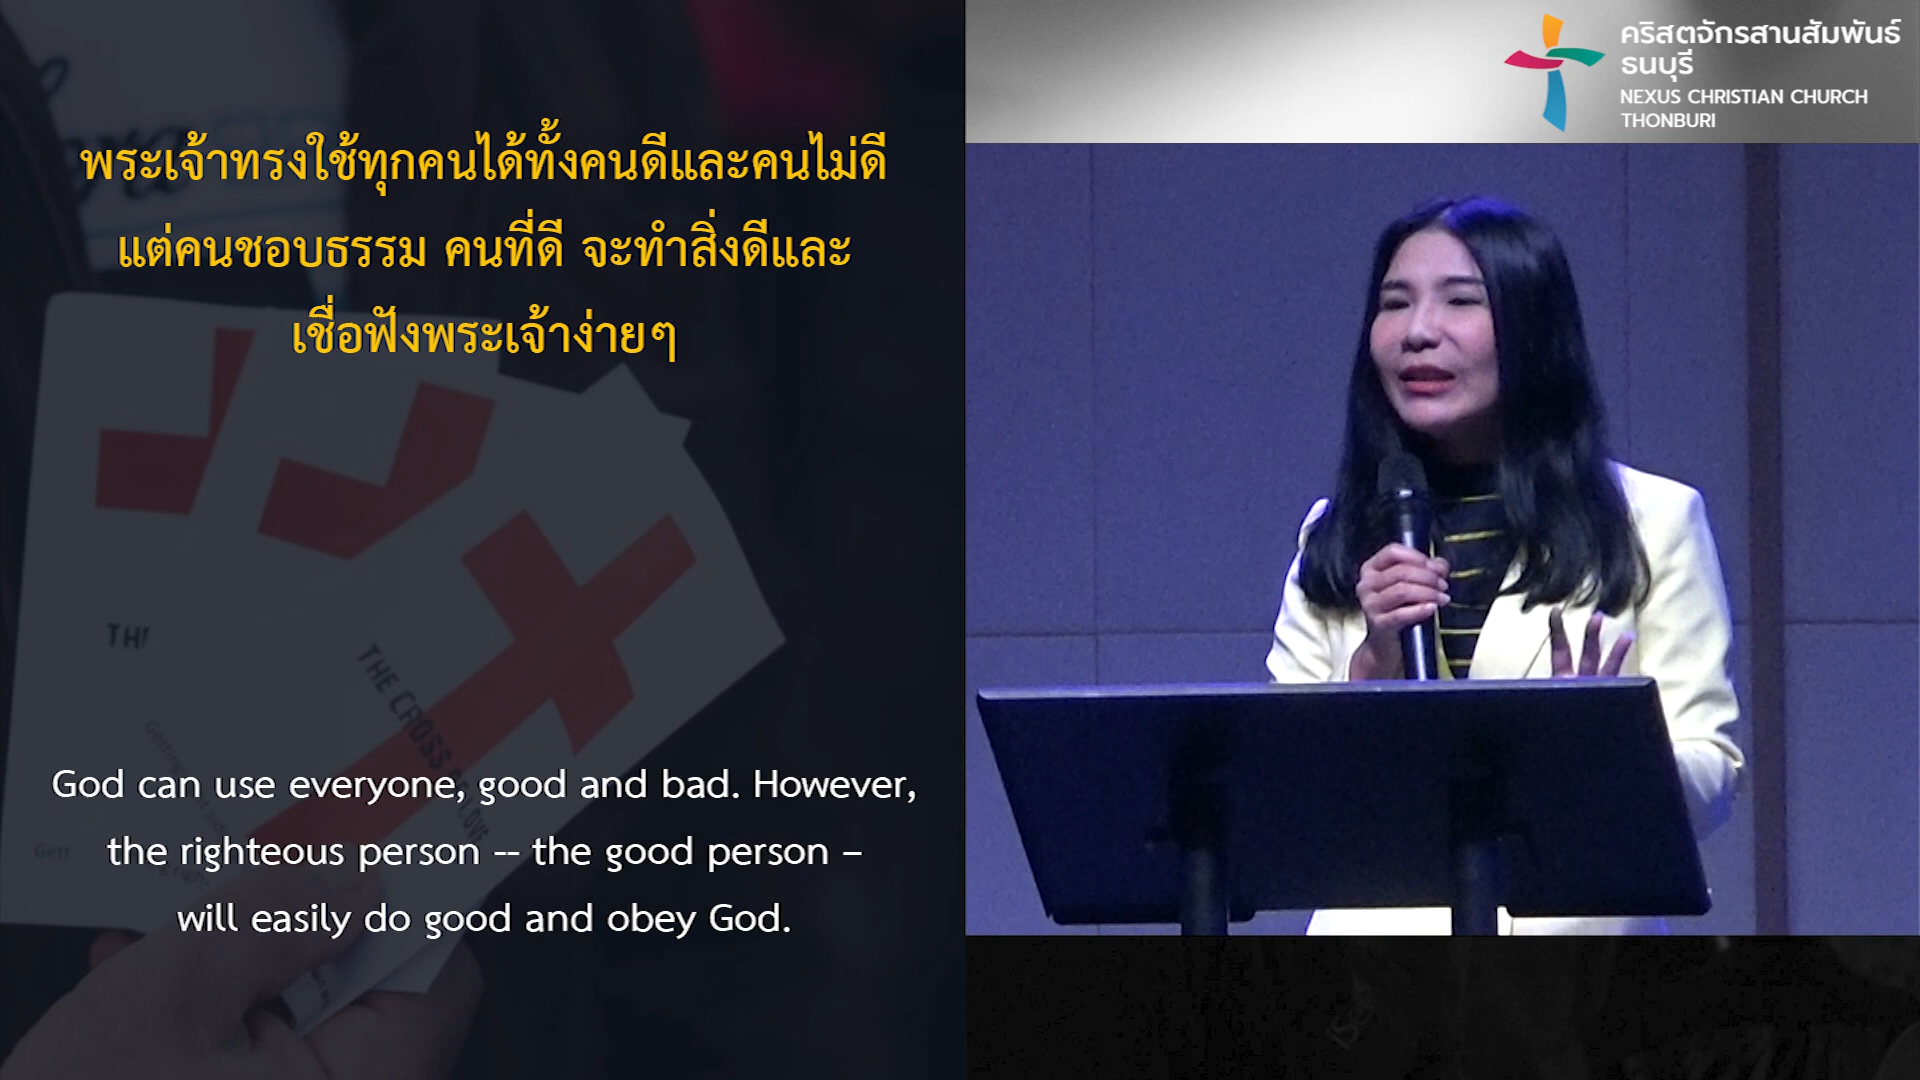 พระเจ้าทรงใช้ทุกคนได้ทั้งคนดีและคนไม่ดี
แต่คนชอบธรรม คนที่ดี จะทำสิ่งดีและ
เชื่อฟังพระเจ้าง่ายๆ
THE CROSS
God can use everyone, good and bad. However,
the righteous person -- the good person –
will easily do good and obey God.
คริสตจักรสานสัมพันธ์
ธนบุรี
NEXUS CHRISTIAN CHURCH
THONBURI